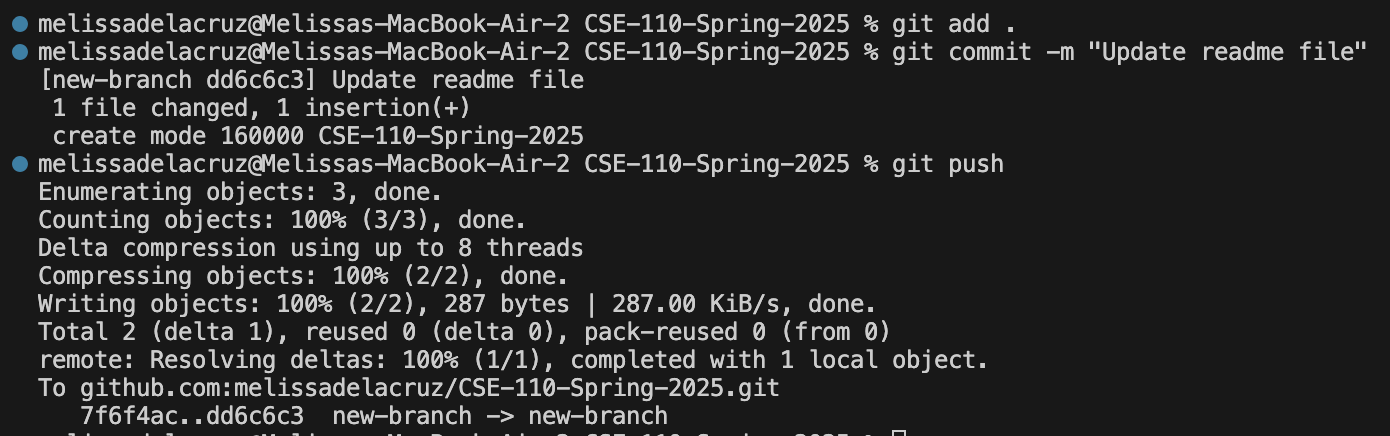 melissadelacruz@Melissas-MacBook-Air-2 CSE-110-Spring-2025 % git add .
melissadelacruz@Melissas-MacBook-Air-2 CSE-110-Spring-2025 % git commit -m "Update readme file"
[new-branch dd6c6c3] Update readme file
 1 file changed, 1 insertion(+)
 create mode 160000 CSE-110-Spring-2025
melissadelacruz@Melissas-MacBook-Air-2 CSE-110-Spring-2025 % git push
Enumerating objects: 3, done.
Counting objects: 100% (3/3), done.
Delta compression using up to 8 threads
Compressing objects: 100% (2/2), done.
Writing objects: 100% (2/2), 287 bytes | 287.00 KiB/s, done.
Total 2 (delta 1), reused 0 (delta 0), pack-reused 0 (from 0)
remote: Resolving deltas: 100% (1/1), completed with 1 local object.
To github.com:melissadelacruz/CSE-110-Spring-2025.git
   7f6f4ac..dd6c6c3  new-branch -> new-branch